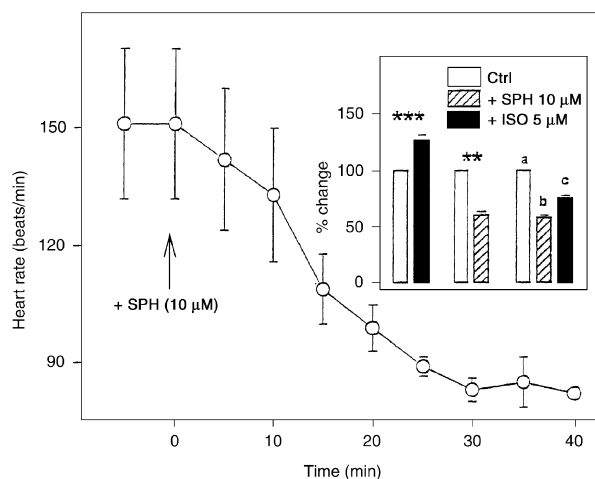 Heart rate (beats/min)
150
120
90
0
10
20
30
40
Time (min)
+ SPH (10 µM)
Ctrl
+ SPH 10 µM
+ ISO 5 µM
% change
150
100
50
0
***
**
a
b
c